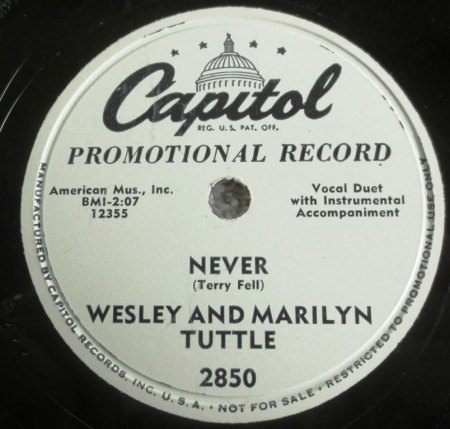 Capitol
REG. U.S. PAT. OFF.
PROMOTIONAL RECORD
American Mus., Inc.
BMI-2:07
12355
Vocal Duet
with Instrumental
Accompaniment
NEVER
(Terry Fell)
WESLEY AND MARILYN
TUTTLE
2850
MANUFACTURED BY CAPITOL RECORDS, INC. U.S.A. • NOT FOR SALE • RESTRICTED TO PROMOTIONAL USE ONLY